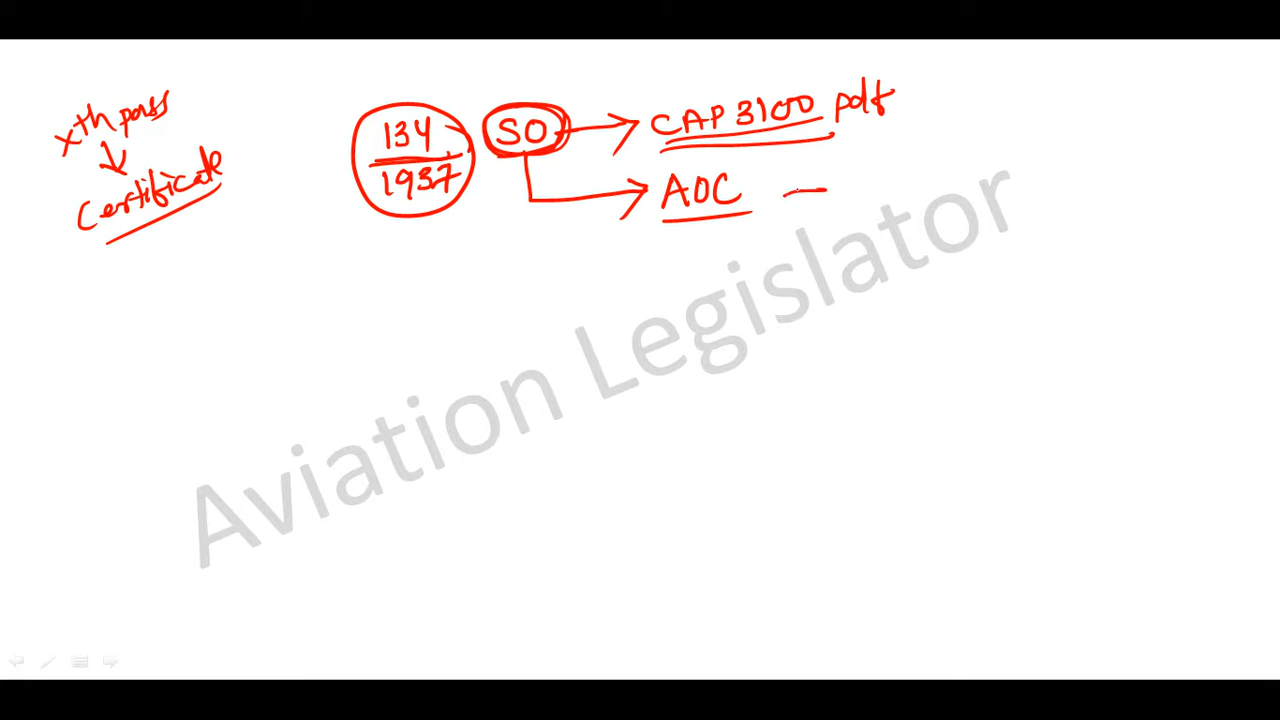 Xth pass
Certificate
134
1937
SO
CAP 3100 pdf
AOC —
Aviation Legislator